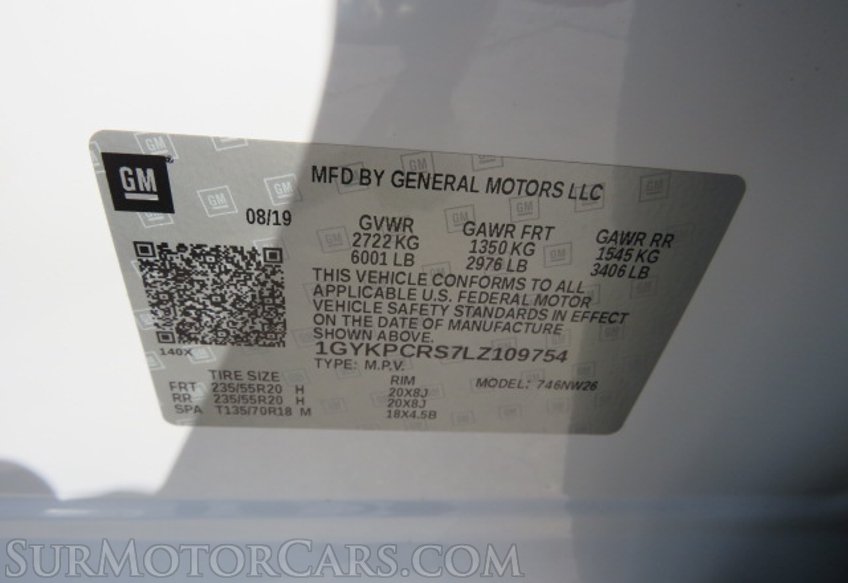 GM
MFD BY GENERAL MOTORS LLC
08/19
GVWR
2722 KG
6001 LB
GAWR FRT
1350 KG
2976 LB
GAWR RR
1545 KG
3406 LB
THIS VEHICLE CONFORMS TO ALL
APPLICABLE U.S. FEDERAL MOTOR
VEHICLE SAFETY STANDARDS IN EFFECT
ON THE DATE OF MANUFACTURE
SHOWN ABOVE.
140X
1GYKPCRS7LZ109754
TYPE: M.P.V.
TIRE SIZE
RIM
MODEL: 746NW26
FRT 235/55R20 H 20X8J
RR 235/55R20 H 20X8J
SPA T135/70R18 M 18X4.5B
SURMOTORCARS.COM
SURMOTORCARS.COM